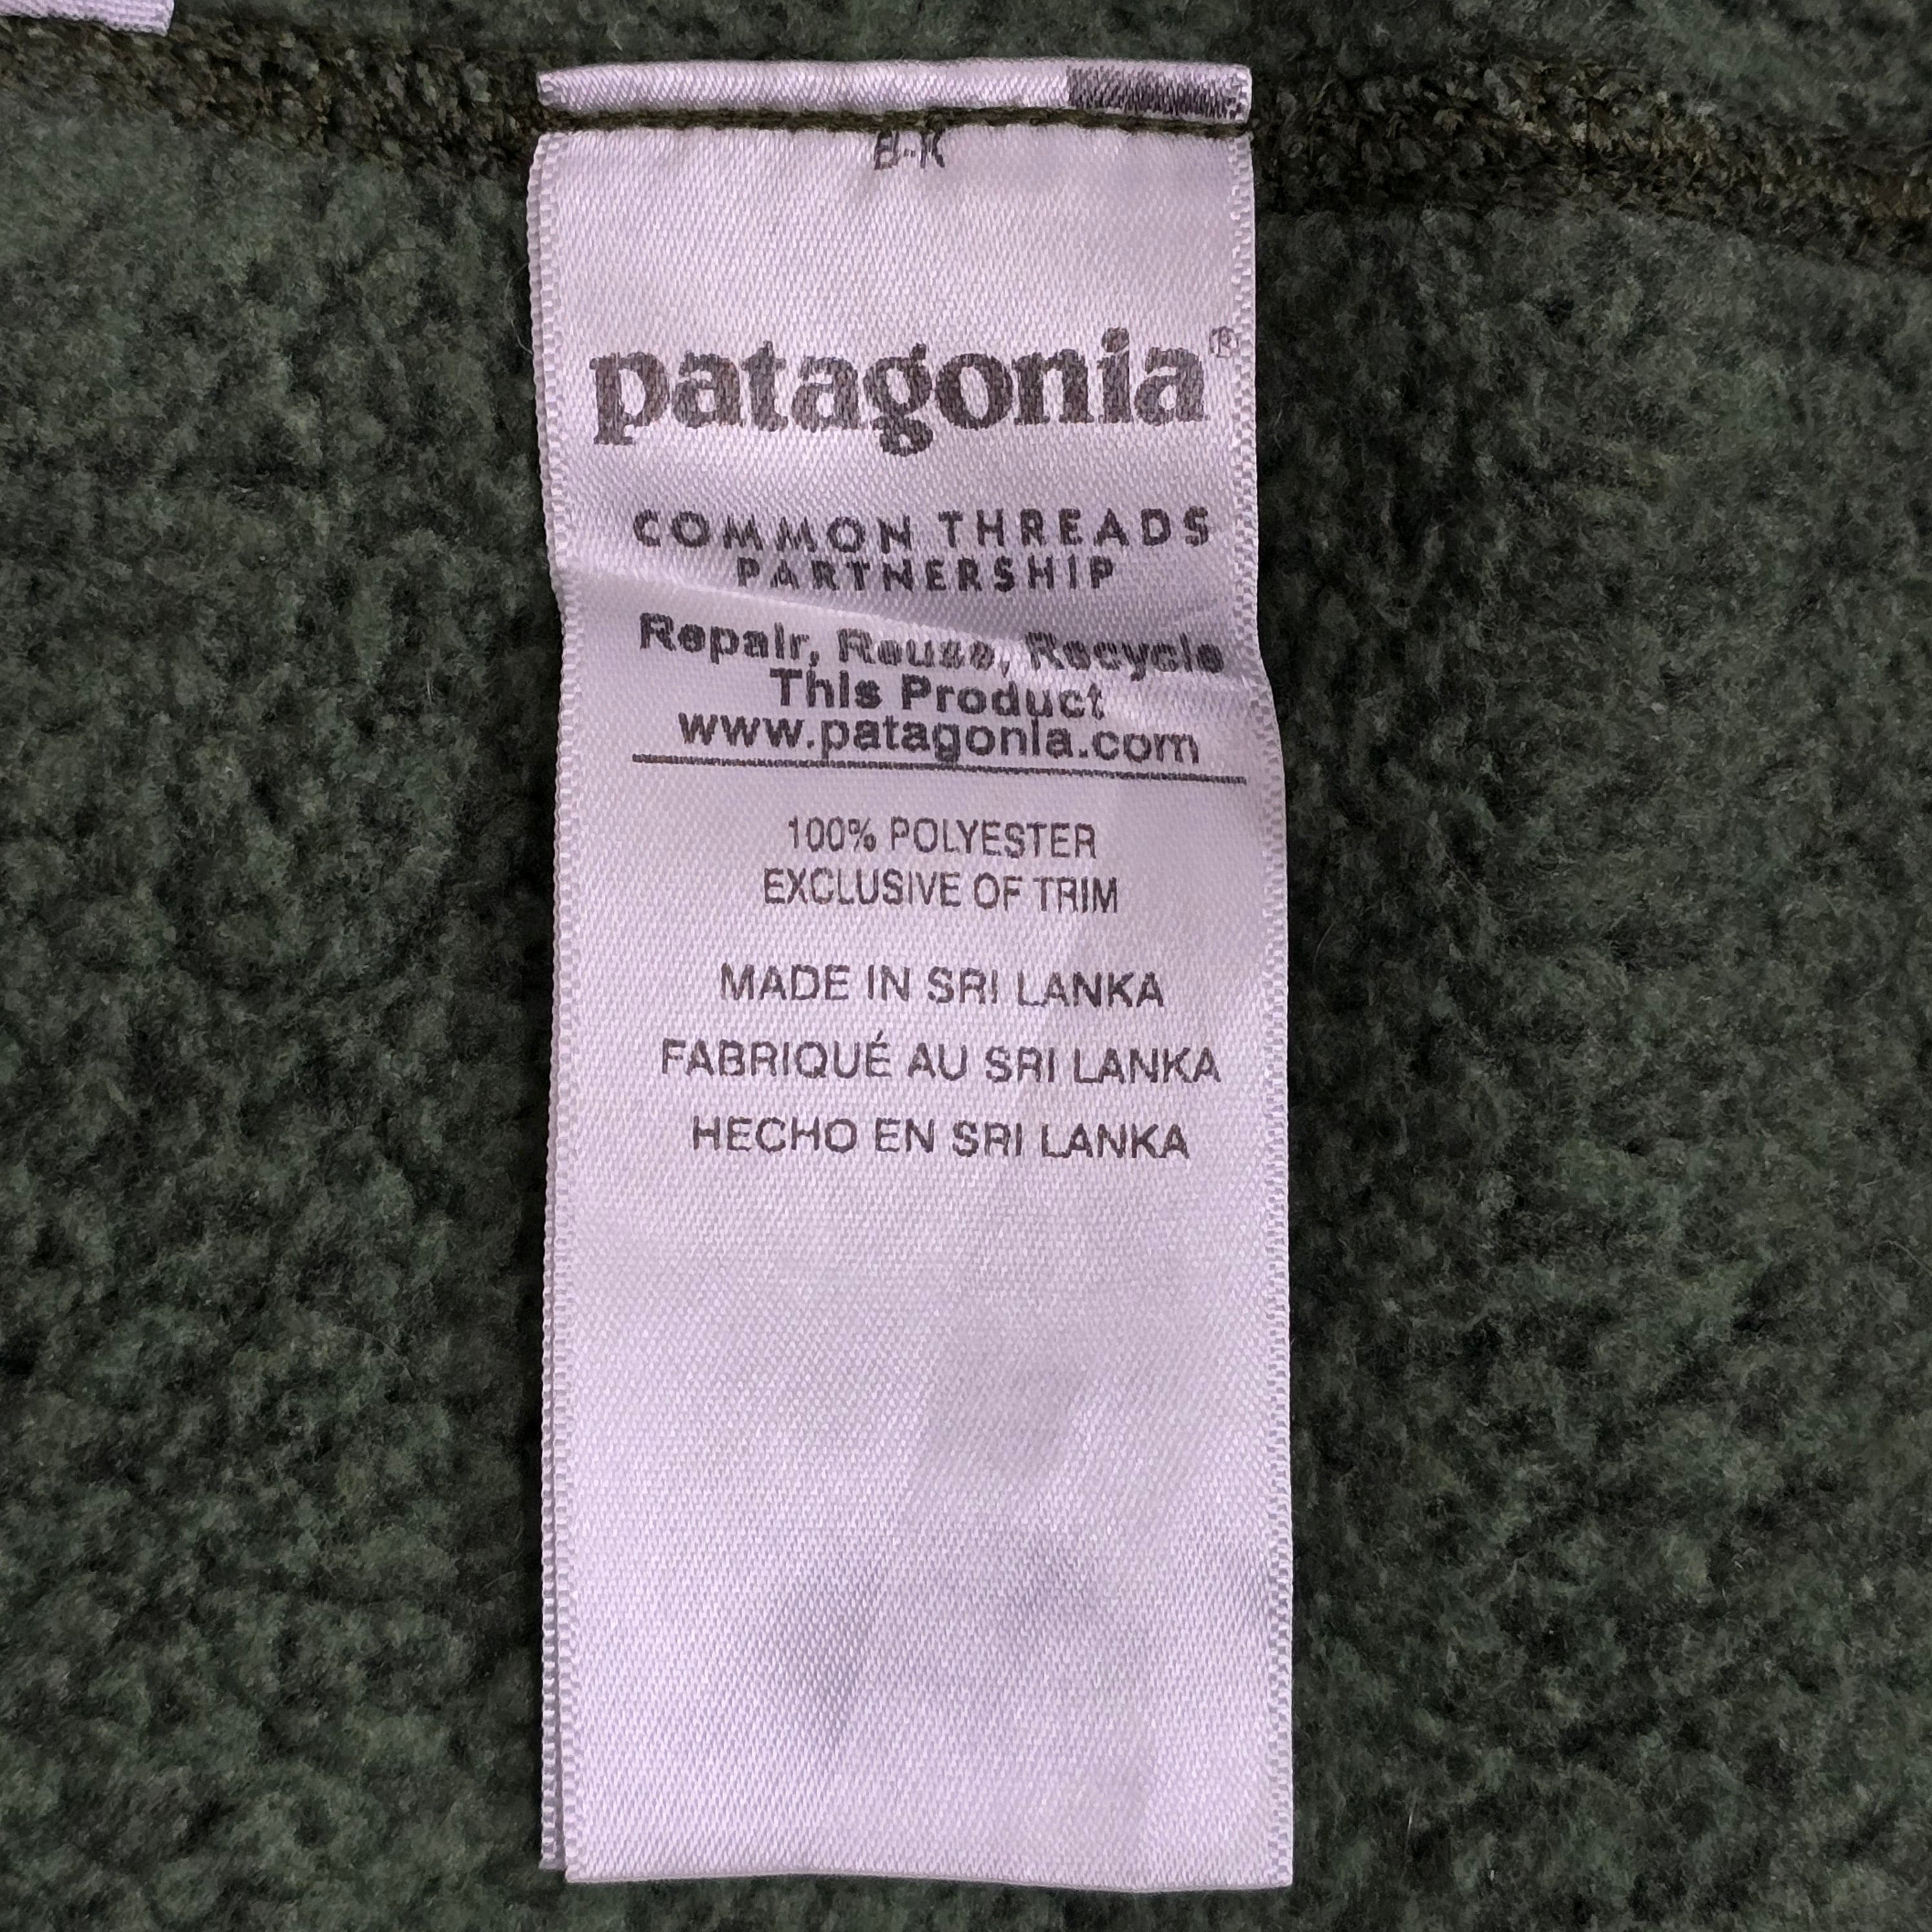 patagonia®
COMMON THREADS
PARTNERSHIP
Repair, Reuse, Recycle
This Product
www.patagonia.com
100% POLYESTER
EXCLUSIVE OF TRIM
MADE IN SRI LANKA
FABRIQUÉ AU SRI LANKA
HECHO EN SRI LANKA